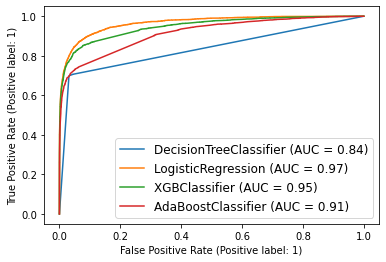 True Positive Rate (Positive label: 1)
1.0
0.8
0.6
0.4
0.2
0.0
DecisionTreeClassifier (AUC = 0.84)
LogisticRegression (AUC = 0.97)
XGBClassifier (AUC = 0.95)
AdaBoostClassifier (AUC = 0.91)
0.0 0.2 0.4 0.6 0.8 1.0
False Positive Rate (Positive label: 1)